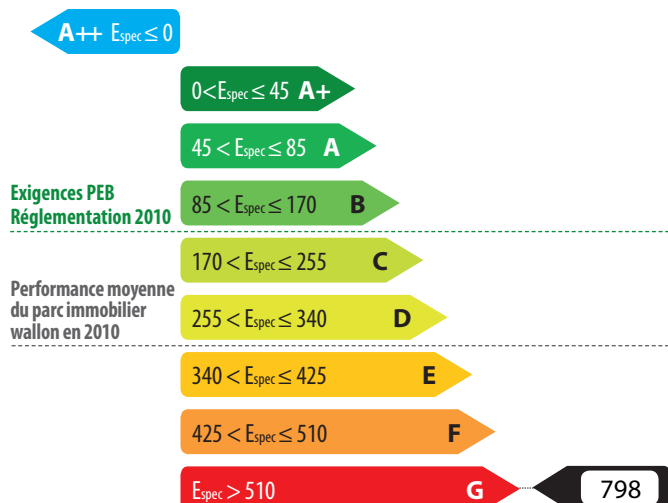 A++ Espec ≤ 0
0<Espec ≤ 45 A+
45 < Espec ≤ 85 A
Exigences PEB
Réglementation 2010
85 < Espec ≤ 170 B
170 < Espec ≤ 255 C
Performance moyenne
du parc immobilier
wallon en 2010
255 < Espec ≤ 340 D
340 < Espec ≤ 425 E
425 < Espec ≤ 510 F
Espec > 510 G 798